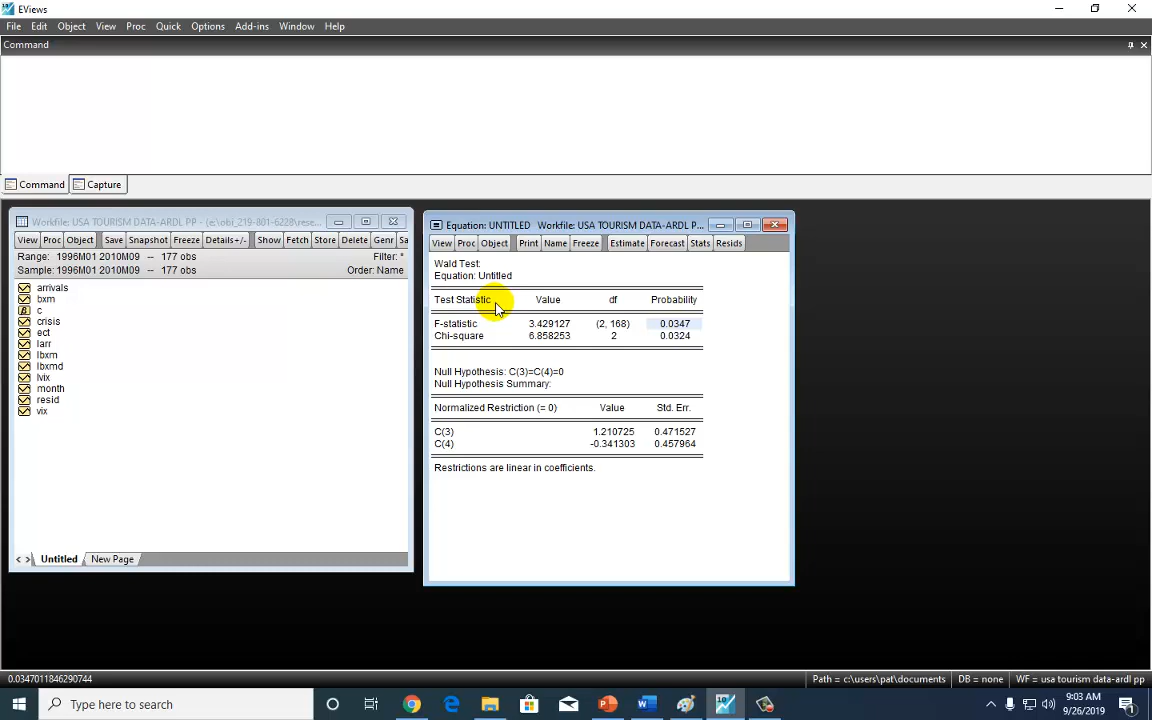 EViews
File Edit Object View Proc Quick Options Add-ins Window Help
Command
Command Capture
Workfile: USA TOURISM DATA-ARDL PP - (e:\obj_219-801-6228\rese...
View Proc Object Save Snapshot Freeze Details+/- Show Fetch Store Delete Genr Sa
Range: 1996M01 2010M09 -- 177 obs Filter: *
Sample: 1996M01 2010M09 -- 177 obs Order: Name
arrivals
bxm
c
crisis
ect
larr
lbxm
lbxmd
lvix
month
resid
vix
< > Untitled New Page
Equation: UNTITLED Workfile: USA TOURISM DATA-ARDL P...
View Proc Object Print Name Freeze Estimate Forecast Stats Resids
Wald Test:
Equation: Untitled
Test Statistic Value df Probability
F-statistic 3.429127 (2, 168) 0.0347
Chi-square 6.858253 2 0.0324
Null Hypothesis: C(3)=C(4)=0
Null Hypothesis Summary:
Normalized Restriction (= 0) Value Std. Err.
C(3) 1.210725 0.471527
C(4) -0.341303 0.457964
Restrictions are linear in coefficients.
0.0347011846290744 Path = c:\users\pat\documents DB = none WF = usa tourism data-ardl pp
Type here to search
9:03 AM
9/26/2019